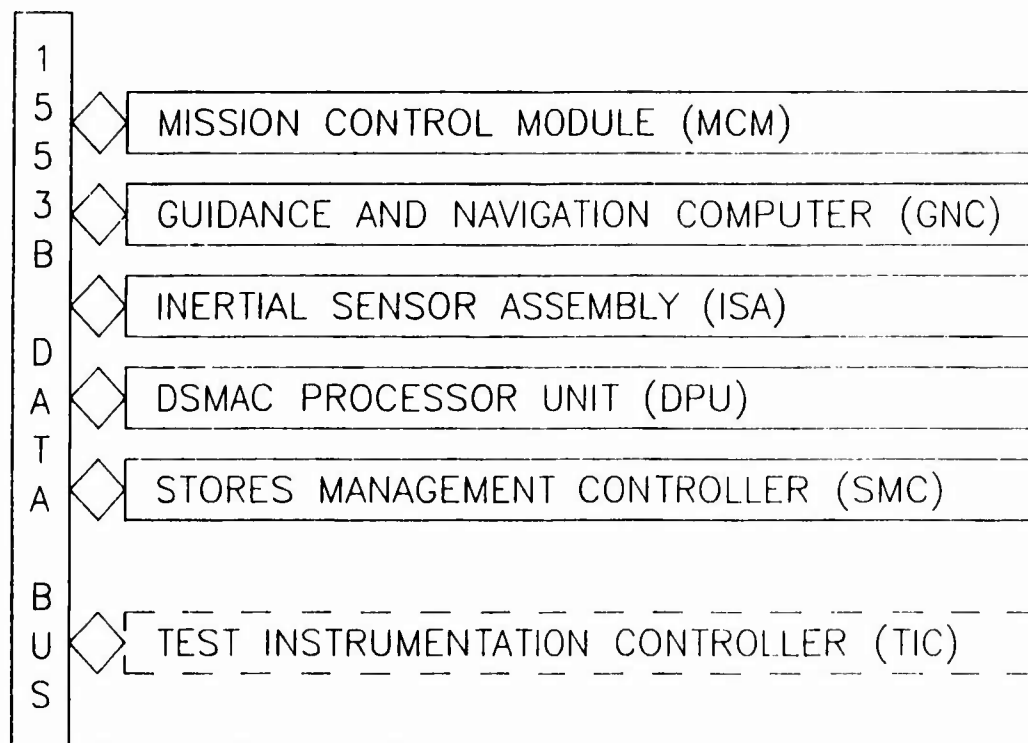 1553B DATA BUS
MISSION CONTROL MODULE (MCM)
GUIDANCE AND NAVIGATION COMPUTER (GNC)
INERTIAL SENSOR ASSEMBLY (ISA)
DSMAC PROCESSOR UNIT (DPU)
STORES MANAGEMENT CONTROLLER (SMC)
TEST INSTRUMENTATION CONTROLLER (TIC)